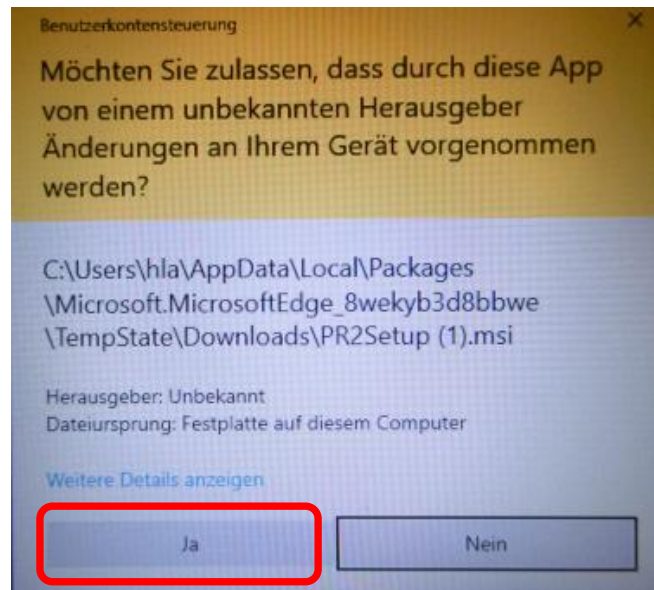 Benutzerkontensteuerung
Möchten Sie zulassen, dass durch diese App
von einem unbekannten Herausgeber
Änderungen an Ihrem Gerät vorgenommen
werden?
C:\Users\hla\AppData\Local\Packages
\Microsoft.MicrosoftEdge_8wekyb3d8bbwe
\TempState\Downloads\PR2Setup (1).msi
Herausgeber: Unbekannt
Dateiursprung: Festplatte auf diesem Computer
Weitere Details anzeigen
Ja
Nein